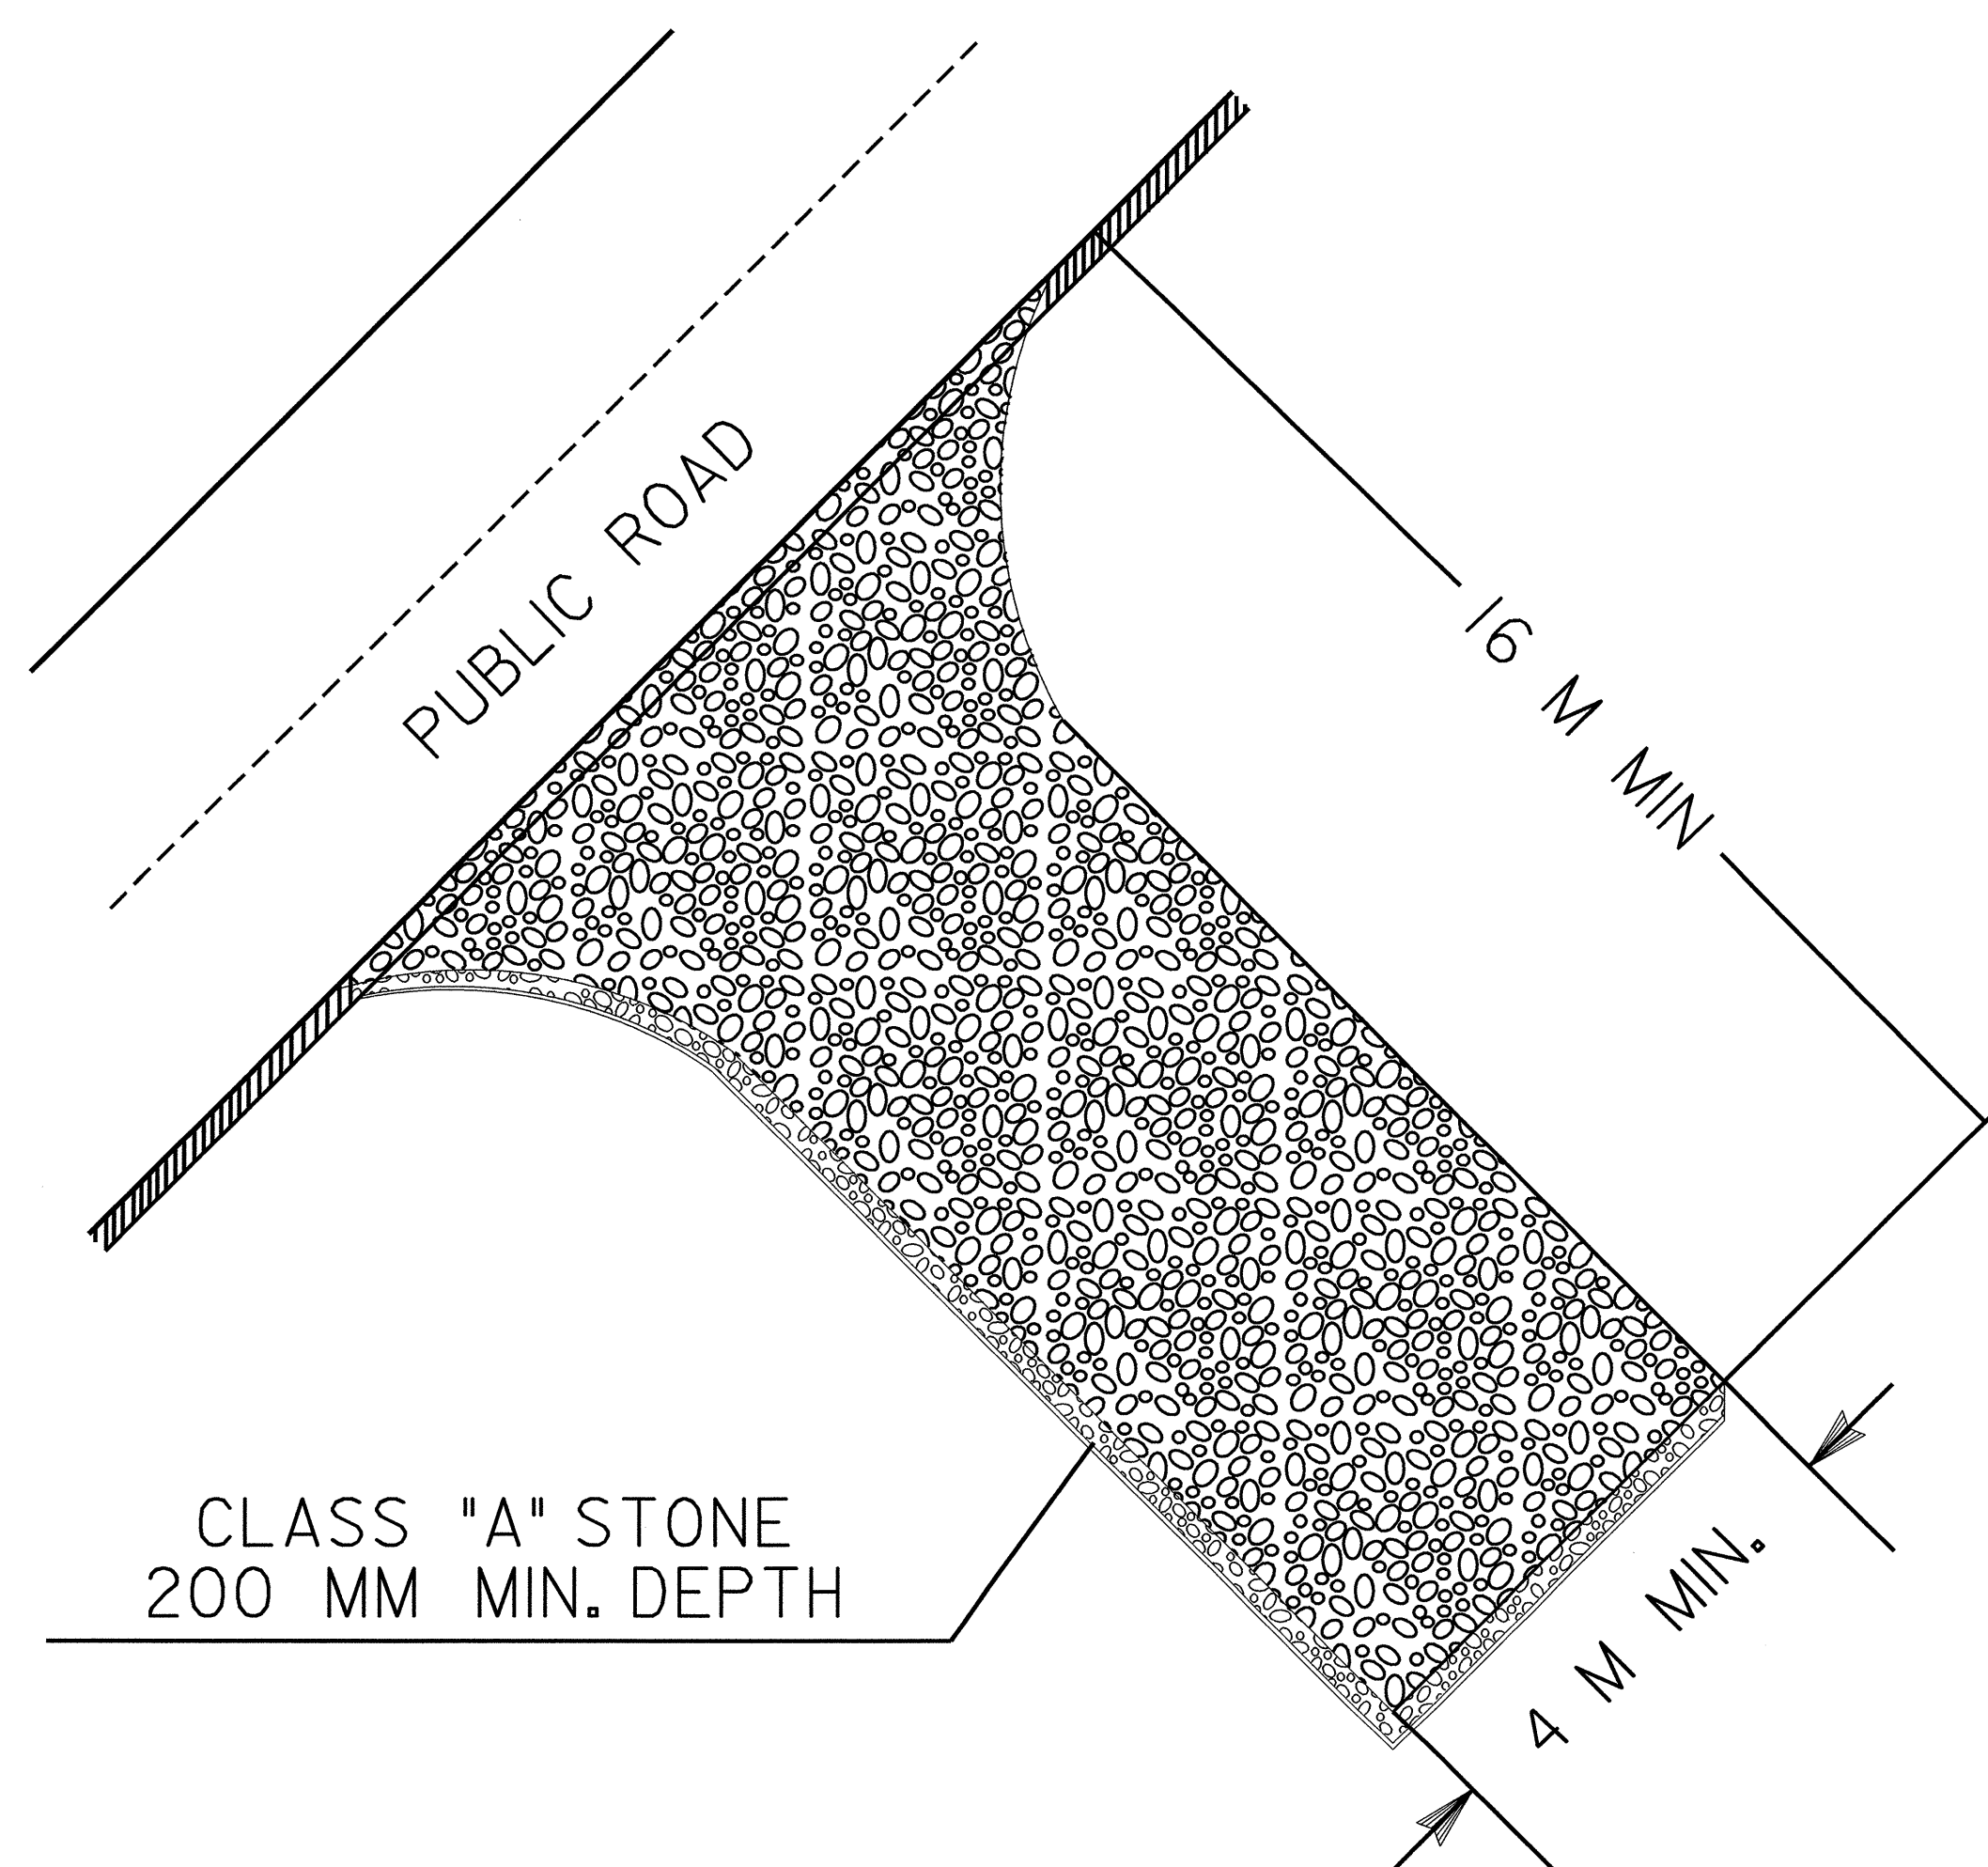 PUBLIC ROAD
16 M MIN
CLASS "A" STONE
200 MM MIN. DEPTH
4 M MIN.